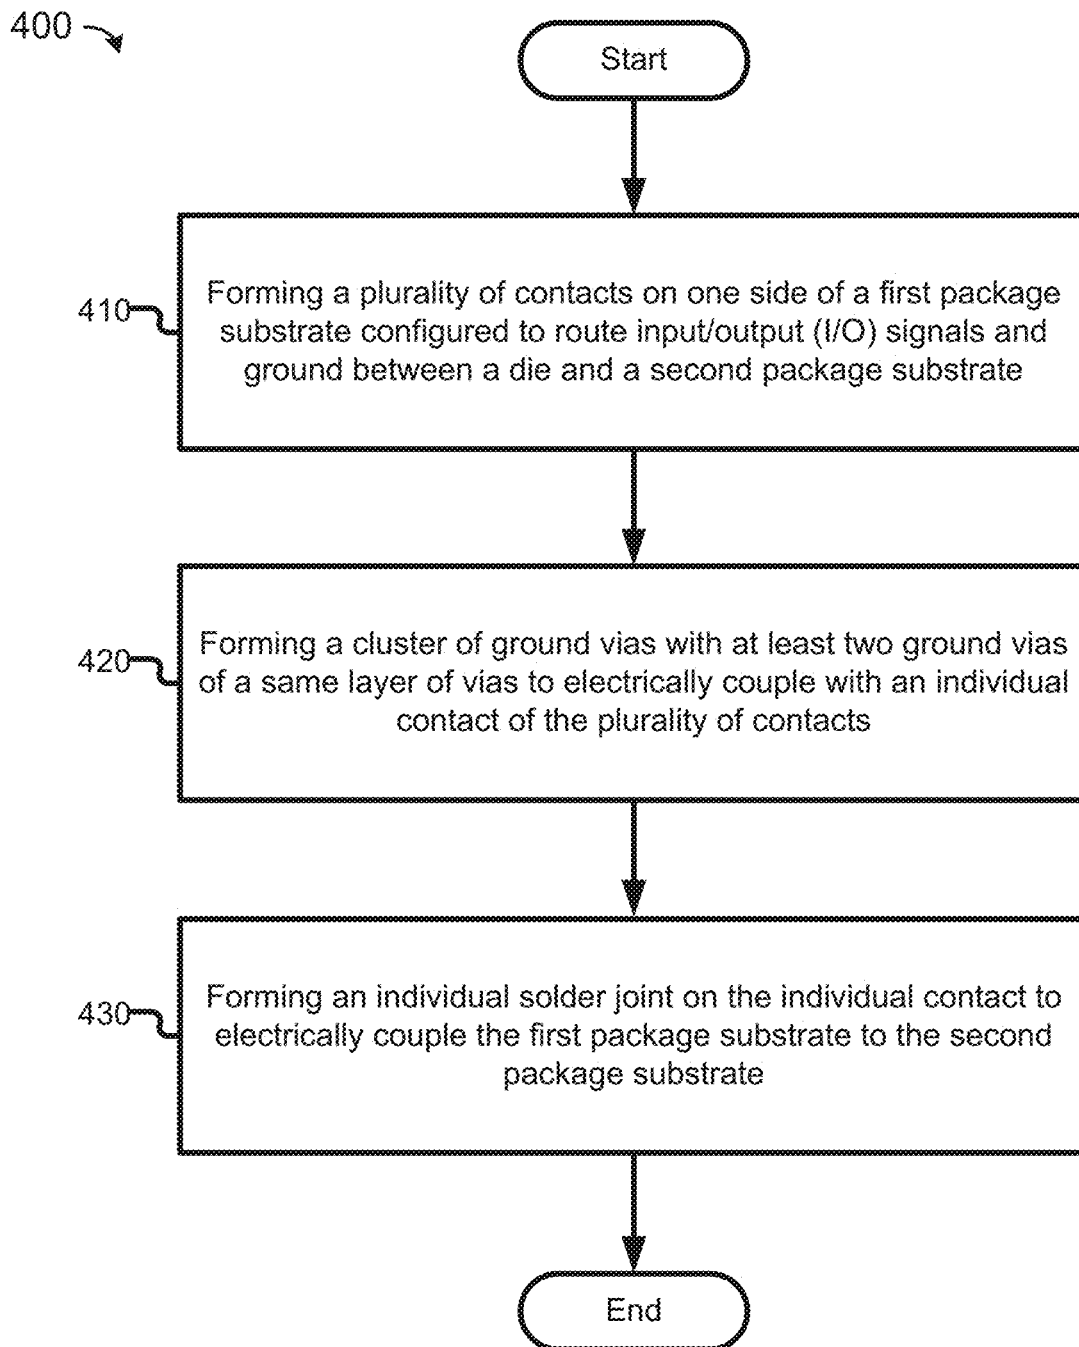 400
Start
410
Forming a plurality of contacts on one side of a first package
substrate configured to route input/output (I/O) signals and
ground between a die and a second package substrate
420
Forming a cluster of ground vias with at least two ground vias
of a same layer of vias to electrically couple with an individual
contact of the plurality of contacts
430
Forming an individual solder joint on the individual contact to
electrically couple the first package substrate to the second
package substrate
End